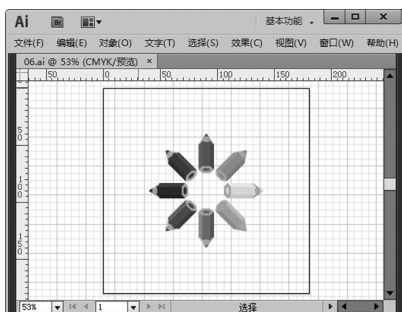 Ai Br 基本功能
文件(F) 编辑(E) 对象(O) 文字(T) 选择(S) 效果(C) 视图(V) 窗口(W) 帮助(H)
06.ai @ 53% (CMYK/预览) ×
50 0 50 100 150 200
50
100
150
53% 1 选择